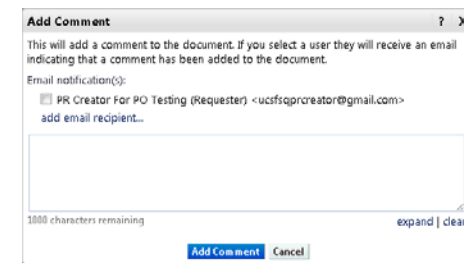 Add Comment ? X
This will add a comment to the document. If you select a user they will receive an email
indicating that a comment has been added to the document.
Email notification(s):
PR Creator For PO Testing (Requester) <ucsfsqprcreator@gmail.com>
add email recipient...
1000 characters remaining expand | clear
Add Comment Cancel